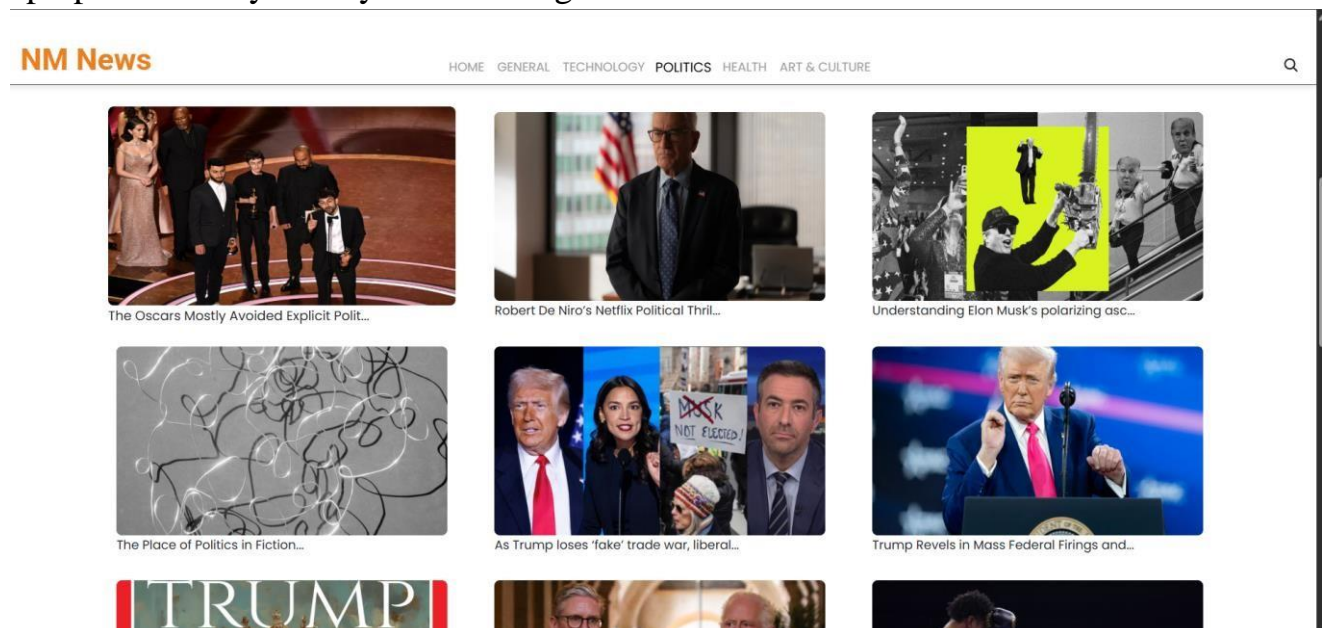 NM News
HOME GENERAL TECHNOLOGY POLITICS HEALTH ART & CULTURE
The Oscars Mostly Avoided Explicit Polit...
Robert De Niro's Netflix Political Thril...
Understanding Elon Musk's polarizing asc...
MUSK
NOT ELECTED!
The Place of Politics in Fiction...
As Trump loses 'fake' trade war, liberal...
Trump Revels in Mass Federal Firings and...
TRUMP